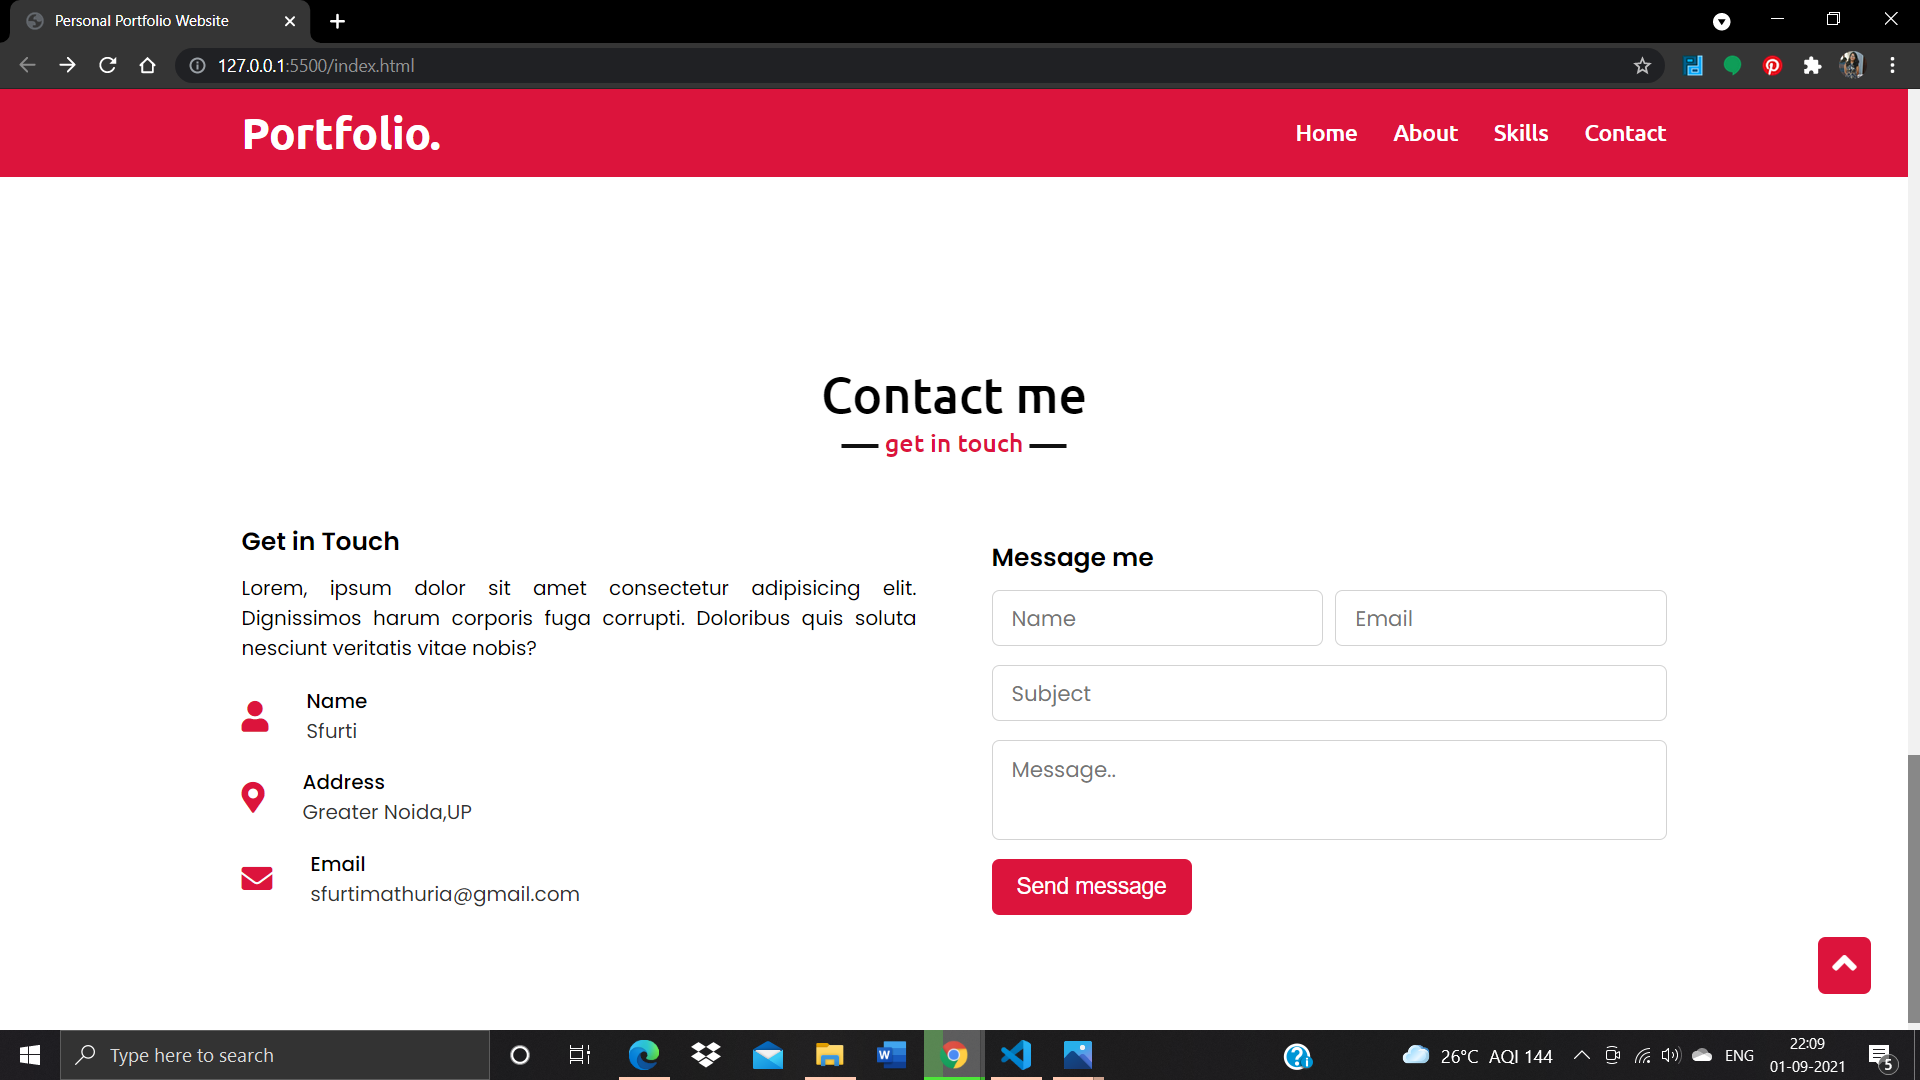 Personal Portfolio Website
127.0.0.1:5500/index.html
Portfolio.
Home About Skills Contact
Contact me
get in touch
Get in Touch
Lorem, ipsum dolor sit amet consectetur adipisicing elit.
Dignissimos harum corporis fuga corrupti. Doloribus quis soluta
nesciunt veritatis vitae nobis?
Name
Sfurti
Address
Greater Noida,UP
Email
sfurtimathuria@gmail.com
Message me
Name
Email
Subject
Message..
Send message
Type here to search
26°C AQI 144
ENG
22:09
01-09-2021
5